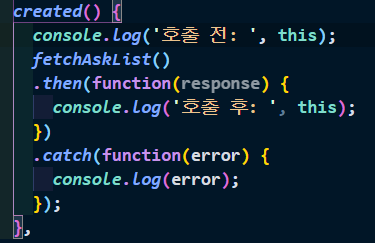 created() {
console.log('호출 전: ', this);
fetchAskList()
.then(function(response) {
console.log('호출 후: ', this);
})
.catch(function(error) {
console.log(error);
});
},